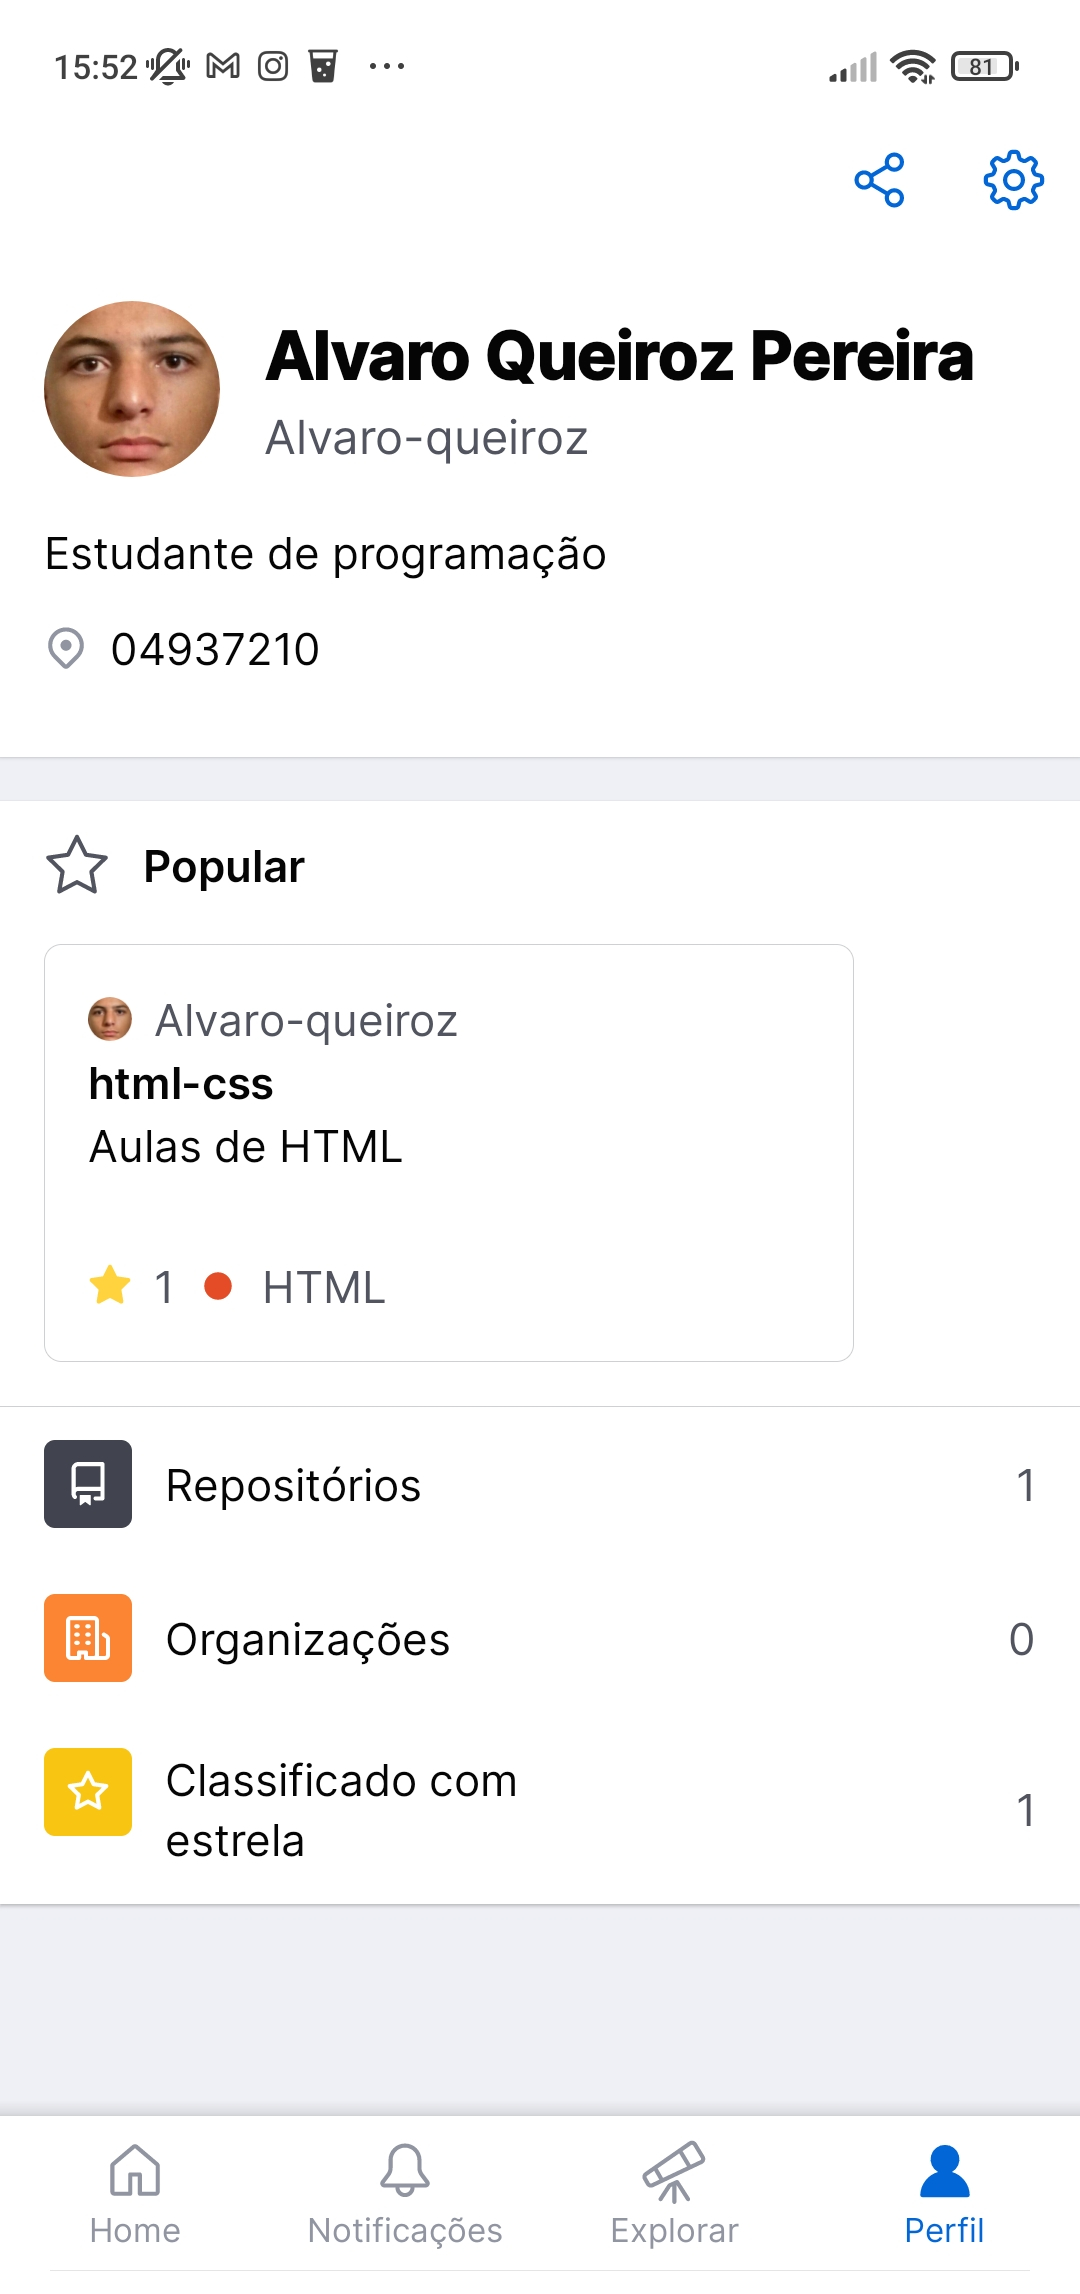 15:52
81
Alvaro Queiroz Pereira
Alvaro-queiroz
Estudante de programação
04937210
Popular
Alvaro-queiroz
html-css
Aulas de HTML
1 HTML
Repositórios 1
Organizações 0
Classificado com
estrela 1
Home Notificações Explorar Perfil